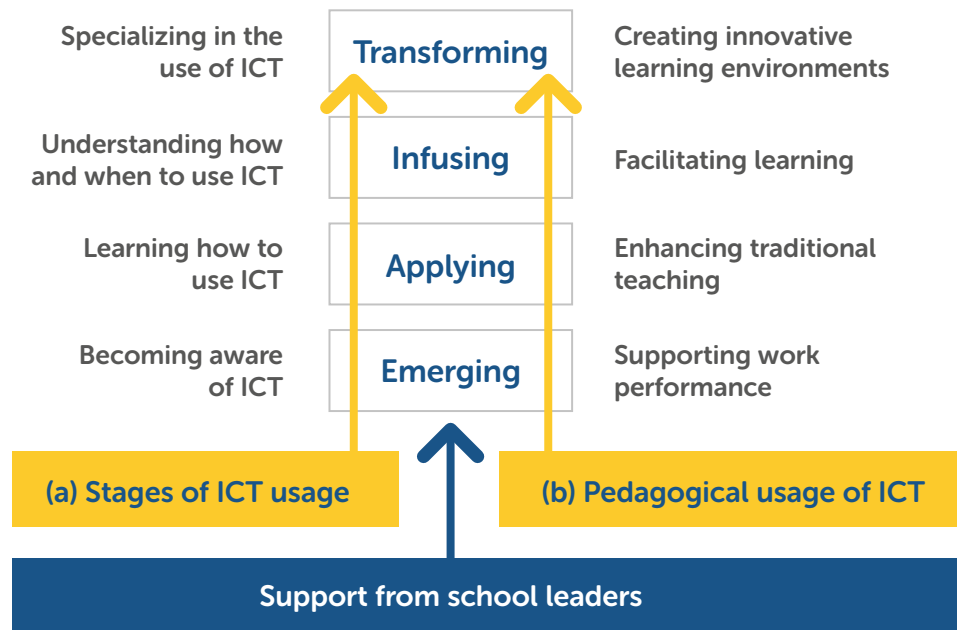 Specializing in the
use of ICT
Transforming
Creating innovative
learning environments
Understanding how
and when to use ICT
Infusing
Facilitating learning
Learning how to
use ICT
Applying
Enhancing traditional
teaching
Becoming aware
of ICT
Emerging
Supporting work
performance
(a) Stages of ICT usage
(b) Pedagogical usage of ICT
Support from school leaders